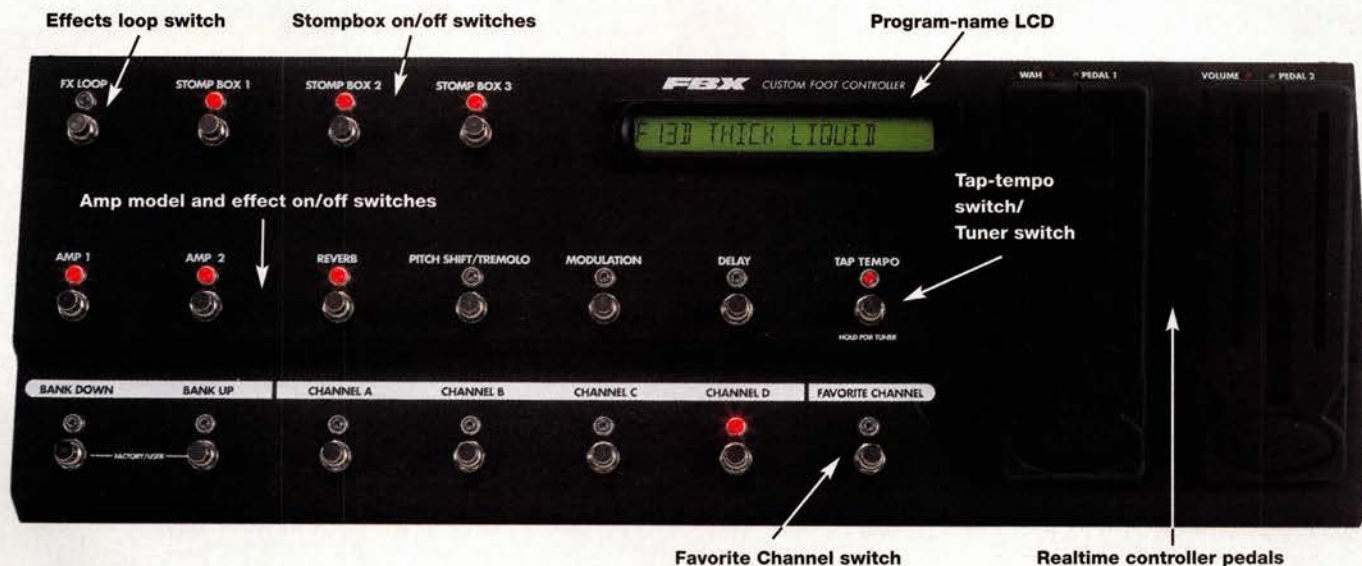 Effects loop switch
Stompbox on/off switches
Program-name LCD
FX LOOP
STOMP BOX 1
STOMP BOX 2
STOMP BOX 3
FBX CUSTOM FOOT CONTROLLER
WAH
PEDAL 1
VOLUME
PEDAL 2
F13D THICK LIQUID
Amp model and effect on/off switches
Tap-tempo
switch/
Tuner switch
AMP 1
AMP 2
REVERB
PITCH SHIFT/TREMOLO
MODULATION
DELAY
TAP TEMPO
HOLD FOR TUNER
BANK DOWN
BANK UP
CHANNEL A
CHANNEL B
CHANNEL C
CHANNEL D
FAVORITE CHANNEL
FACTORY/USER
Favorite Channel switch
Realtime controller pedals